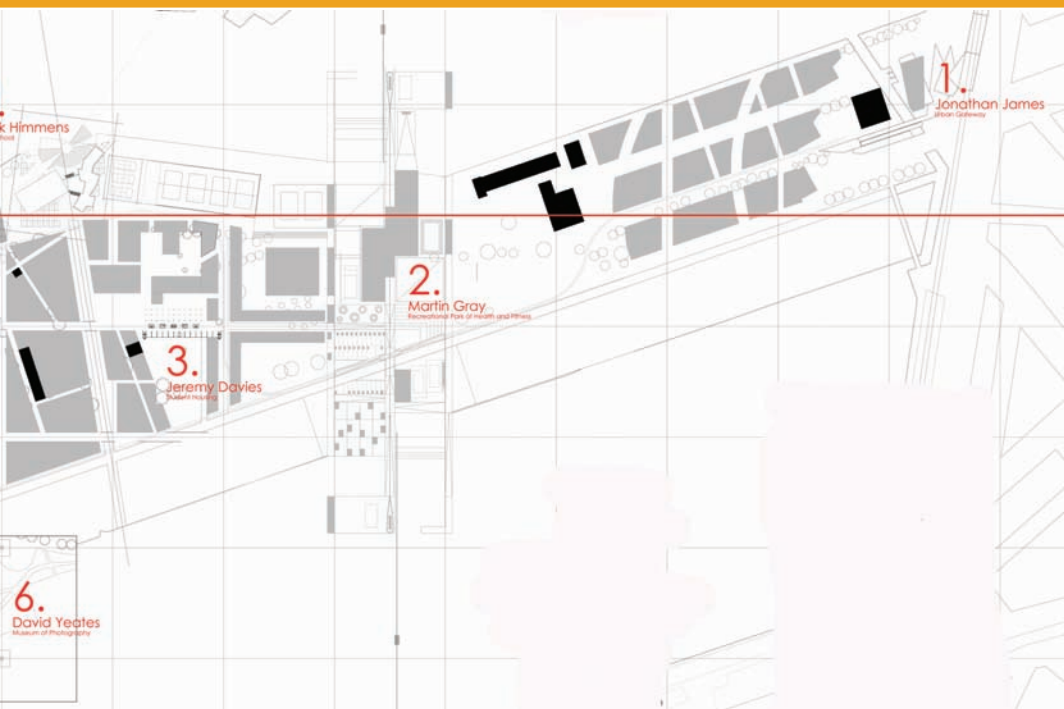 1.
Jonathan James
Urban Gateway
k Himmens
hool
2.
Martin Gray
Recreational Park of Health and Fitness
3.
Jeremy Davies
Student Housing
6.
David Yeates
Museum of Photography